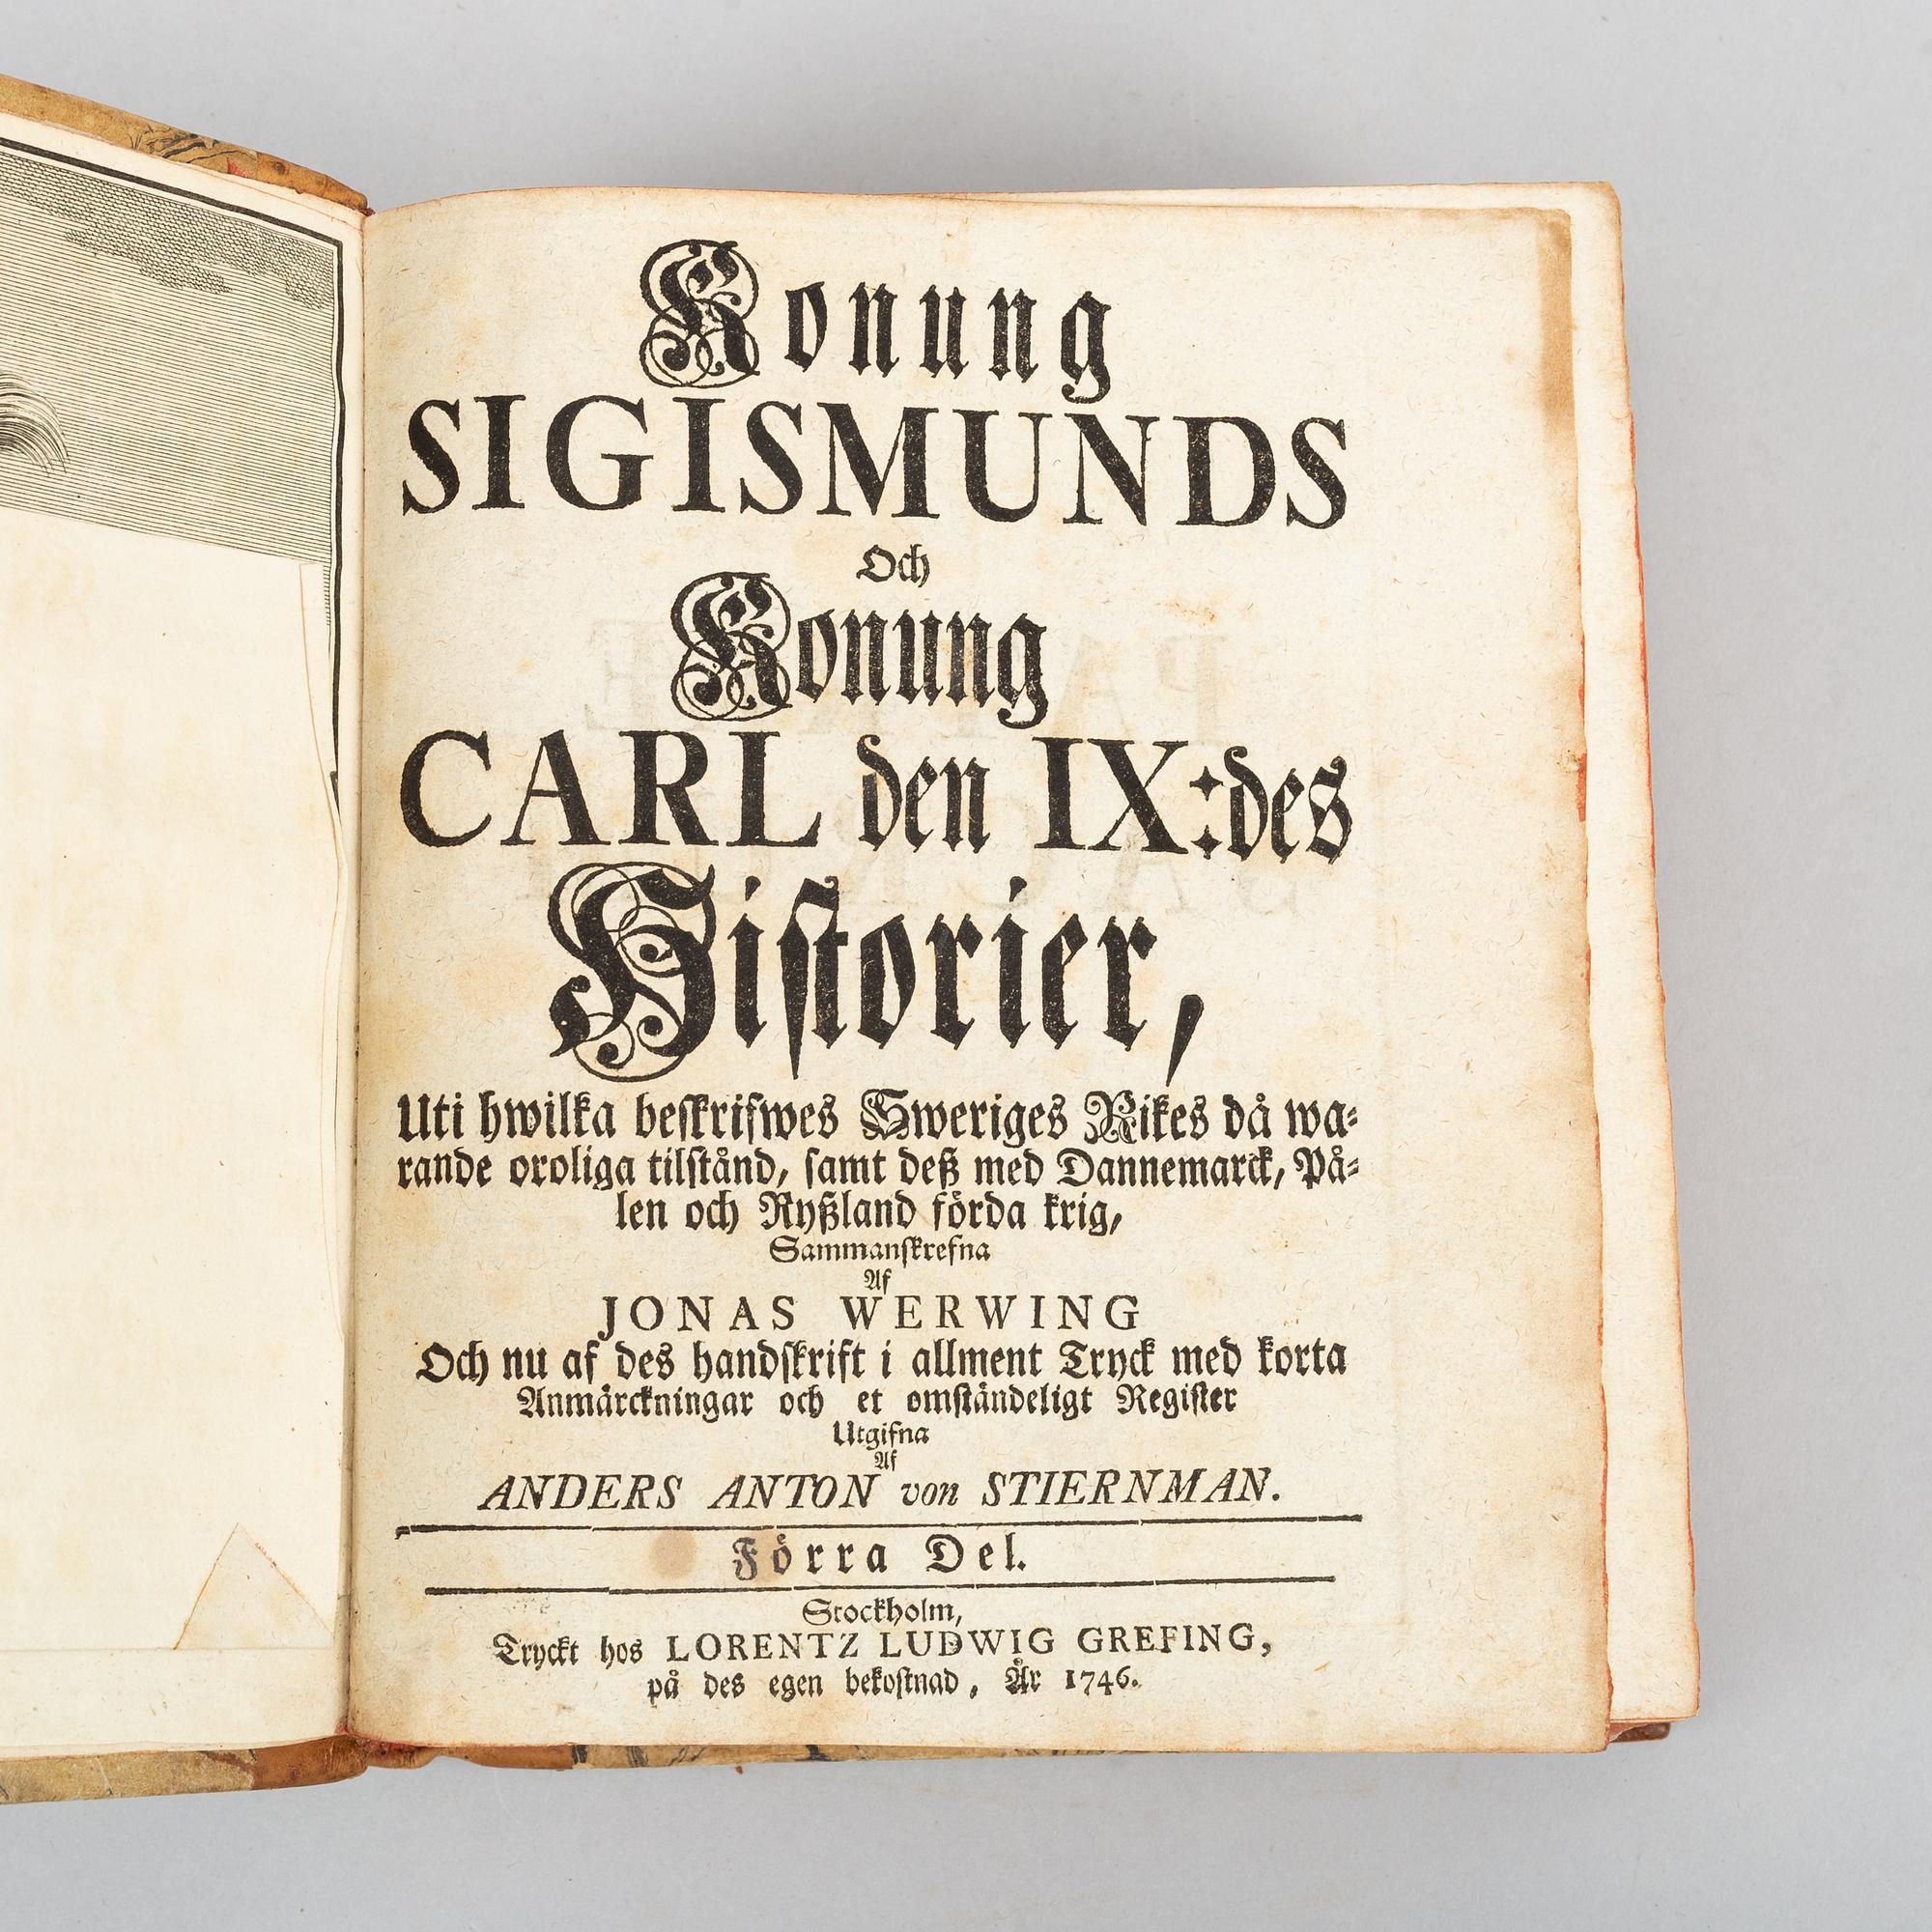 Konung
SIGISMUNDS
Och
Konung
CARL den IX:des
Historier,
Uti hwilka beskrifwes Sweriges Rikes då wa-
rande oroliga tilstånd, samt deß med Dannemarck, På-
len och Ryßland förda krig,
Sammanskrefna
Af
JONAS WERWING
Och nu af des handskrift i allment Tryck med korta
Anmärckningar och et omständeligt Register
Utgifna
Af
ANDERS ANTON von STIERNMAN.
Förra Del.
Stockholm,
Tryckt hos LORENTZ LUDWIG GREFING,
på des egen bekostnad, År 1746.